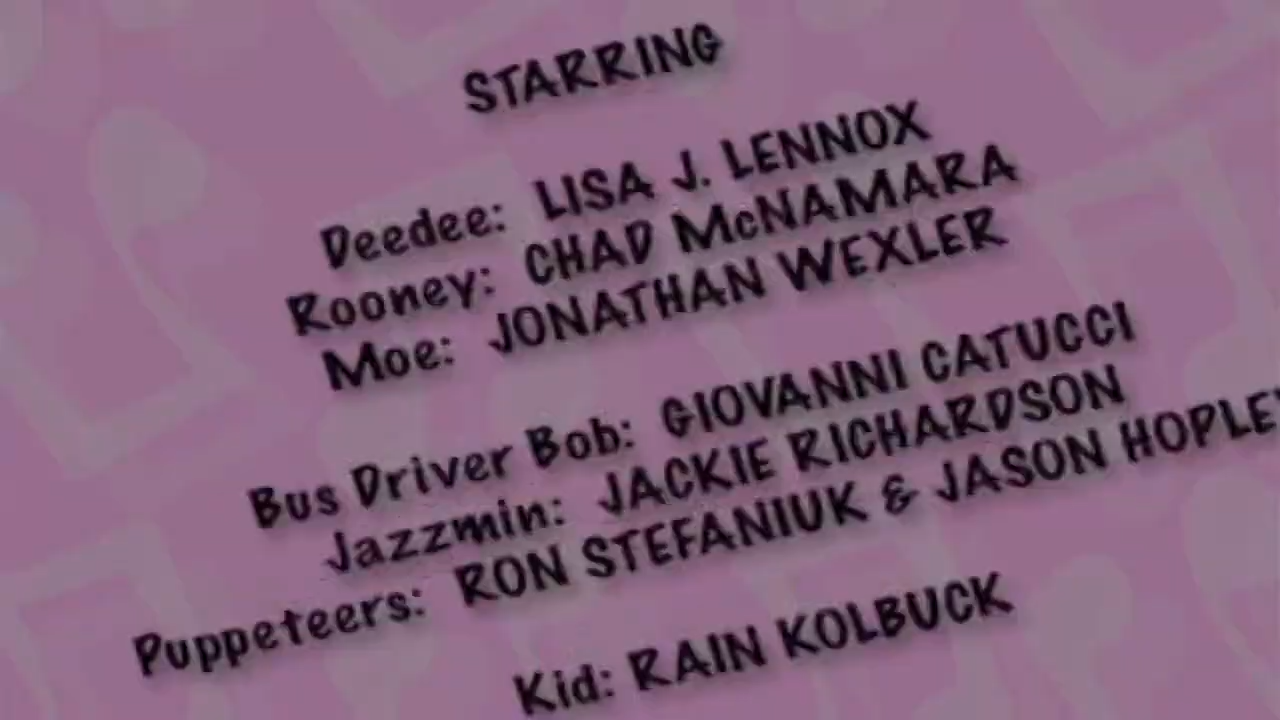 STARRING
Deedee: LISA J. LENNOX
Rooney: CHAD McNAMARA
Moe: JONATHAN WEXLER
Bus Driver Bob: GIOVANNI CATUCCI
Jazzmin: JACKIE RICHARDSON
Puppeteers: RON STEFANIUK & JASON HOPLEY
Kid: RAIN KOLBUCK